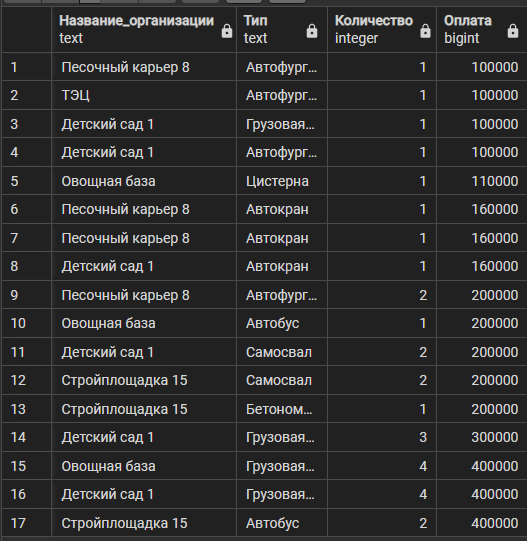 Название_организации Тип Количество Оплата
text text integer bigint
1 Песочный карьер 8 Автофург... 1 100000
2 ТЭЦ Автофург... 1 100000
3 Детский сад 1 Грузовая... 1 100000
4 Детский сад 1 Автофург... 1 100000
5 Овощная база Цистерна 1 110000
6 Песочный карьер 8 Автокран 1 160000
7 Песочный карьер 8 Автокран 1 160000
8 Детский сад 1 Автокран 1 160000
9 Песочный карьер 8 Автофург... 2 200000
10 Овощная база Автобус 1 200000
11 Детский сад 1 Самосвал 2 200000
12 Стройплощадка 15 Самосвал 2 200000
13 Стройплощадка 15 Бетоном... 1 200000
14 Детский сад 1 Грузовая... 3 300000
15 Овощная база Грузовая... 4 400000
16 Детский сад 1 Грузовая... 4 400000
17 Стройплощадка 15 Автобус 2 400000